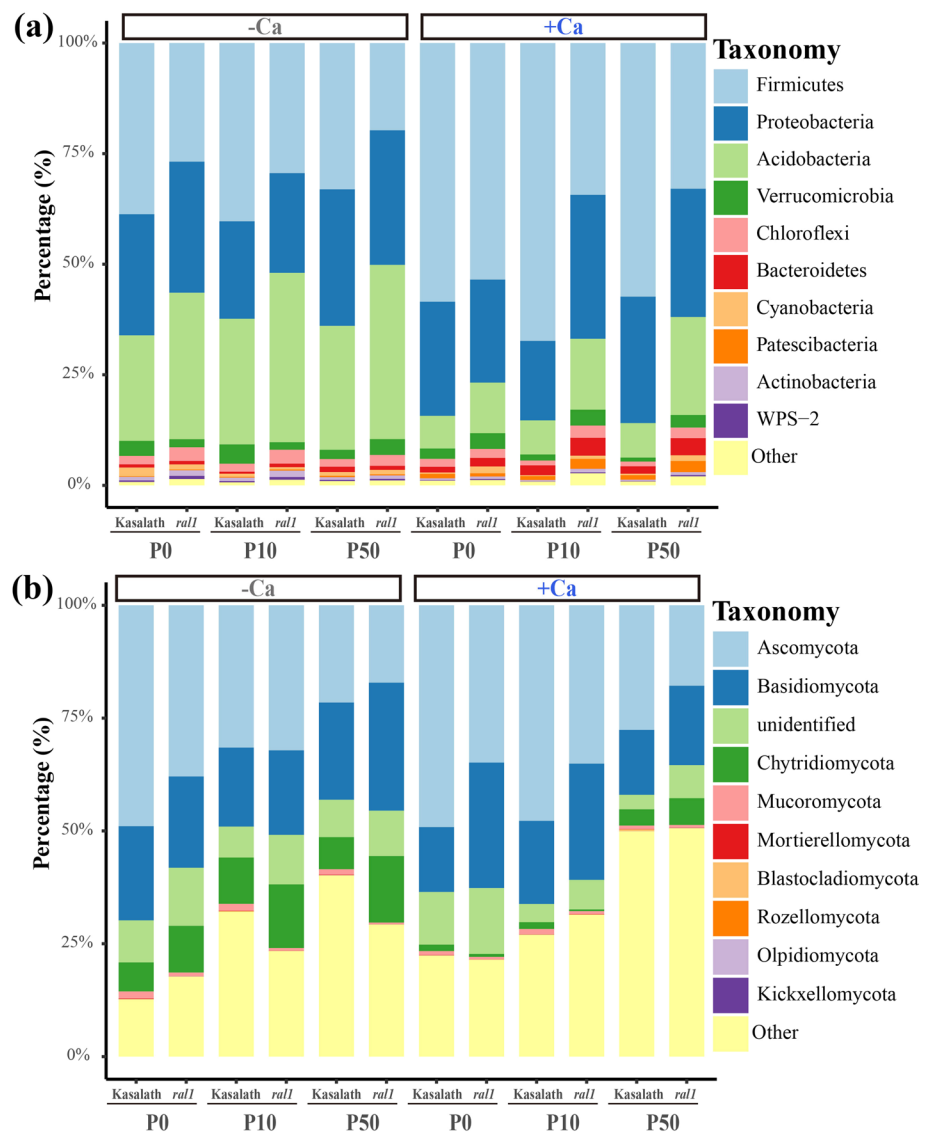 (a)
-Ca +Ca
Taxonomy
Percentage (%)
100%
75%
50%
25%
0%
Firmicutes
Proteobacteria
Acidobacteria
Verrucomicrobia
Chloroflexi
Bacteroidetes
Cyanobacteria
Patescibacteria
Actinobacteria
WPS−2
Other
Kasalath ral1 Kasalath ral1 Kasalath ral1 Kasalath ral1 Kasalath ral1 Kasalath ral1
P0 P10 P50 P0 P10 P50
(b)
-Ca +Ca
Taxonomy
Percentage (%)
100%
75%
50%
25%
0%
Ascomycota
Basidiomycota
unidentified
Chytridiomycota
Mucoromycota
Mortierellomycota
Blastocladiomycota
Rozellomycota
Olpidiomycota
Kickxellomycota
Other
Kasalath ral1 Kasalath ral1 Kasalath ral1 Kasalath ral1 Kasalath ral1 Kasalath ral1
P0 P10 P50 P0 P10 P50